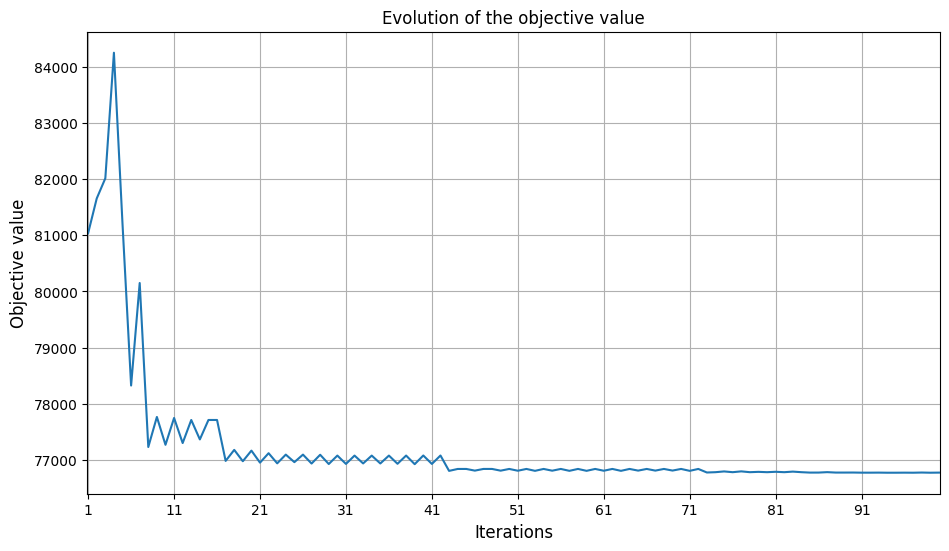 Evolution of the objective value
84000
83000
82000
81000
80000
79000
78000
77000
Objective value
1 11 21 31 41 51 61 71 81 91
Iterations